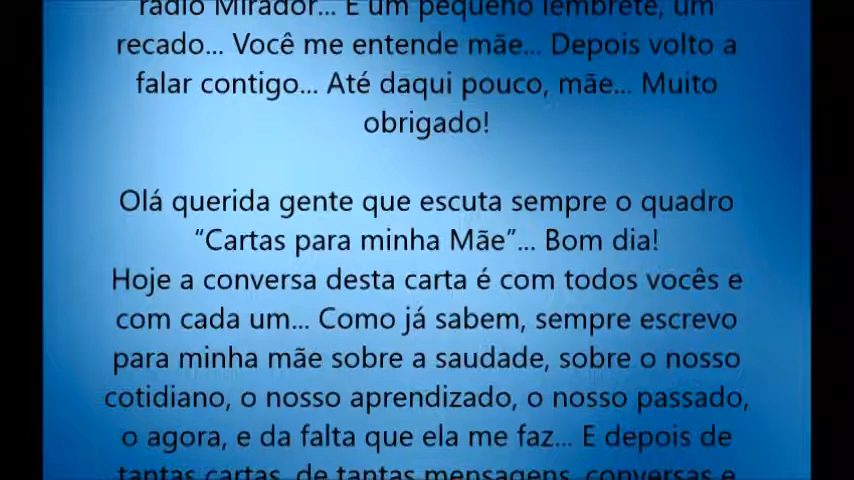 rádio Mirador... É um pequeno lembrete, um
recado... Você me entende mãe... Depois volto a
falar contigo... Até daqui pouco, mãe... Muito
obrigado!
Olá querida gente que escuta sempre o quadro
“Cartas para minha Mãe”... Bom dia!
Hoje a conversa desta carta é com todos vocês e
com cada um... Como já sabem, sempre escrevo
para minha mãe sobre a saudade, sobre o nosso
cotidiano, o nosso aprendizado, o nosso passado,
o agora, e da falta que ela me faz... E depois de
tantas cartas, de tantas mensagens, conversas e